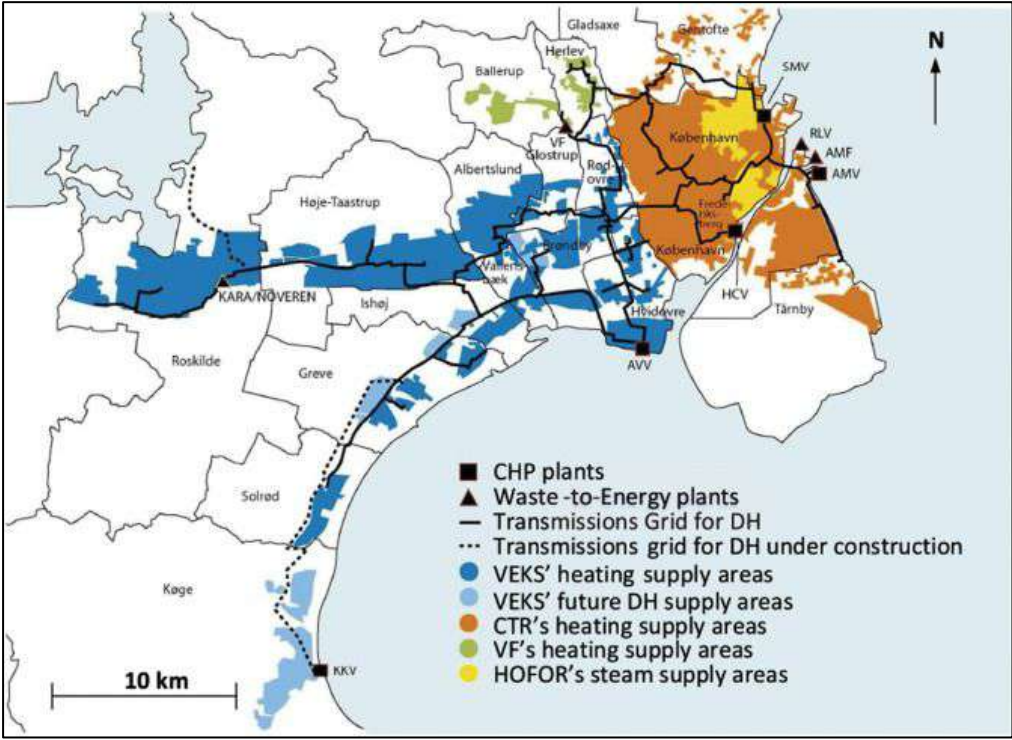 Gladsaxe
Gentofte
N
Herlev
SMV
Ballerup
RLV
København
AMF
VF
Glostrup
AMV
Albertslund
Rød-
ovre
Høje-Taastrup
Frede-
riks-
berg
Brøndby
København
Vallens-
bæk
KARA/NOVEREN
HCV
Ishøj
Tårnby
Hvidovre
Roskilde
AVV
Greve
CHP plants
Waste -to-Energy plants
Solrød
Transmissions Grid for DH
Transmissions grid for DH under construction
VEKS' heating supply areas
Køge
VEKS' future DH supply areas
CTR's heating supply areas
VF's heating supply areas
KKV
HOFOR's steam supply areas
10 km